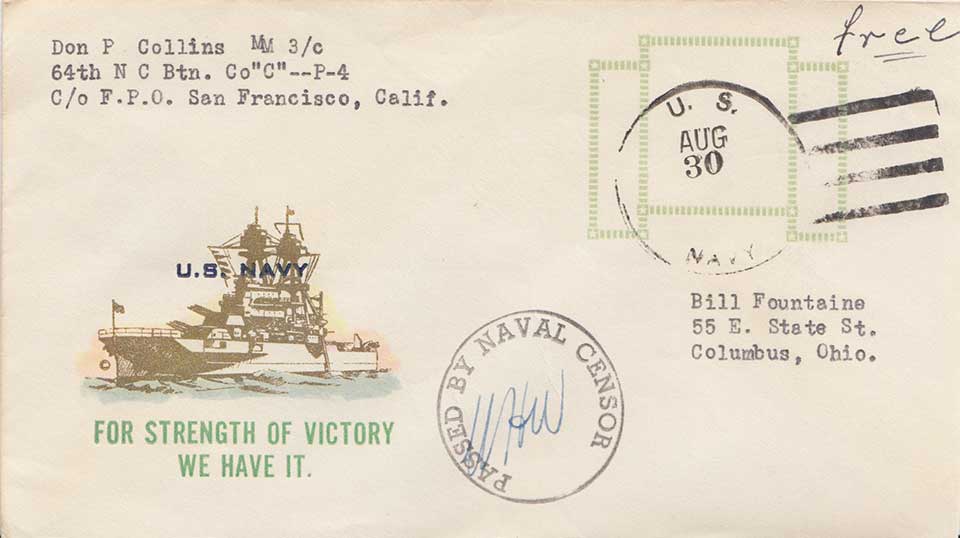 Don P Collins MM 3/c
64th N C Btn. Co"C"--P-4
C/o F.P.O. San Francisco, Calif.
free
U. S.
AUG
30
NAVY
U.S. NAVY
Bill Fountaine
55 E. State St.
Columbus, Ohio.
FOR STRENGTH OF VICTORY
WE HAVE IT.
PASSED BY NAVAL CENSOR